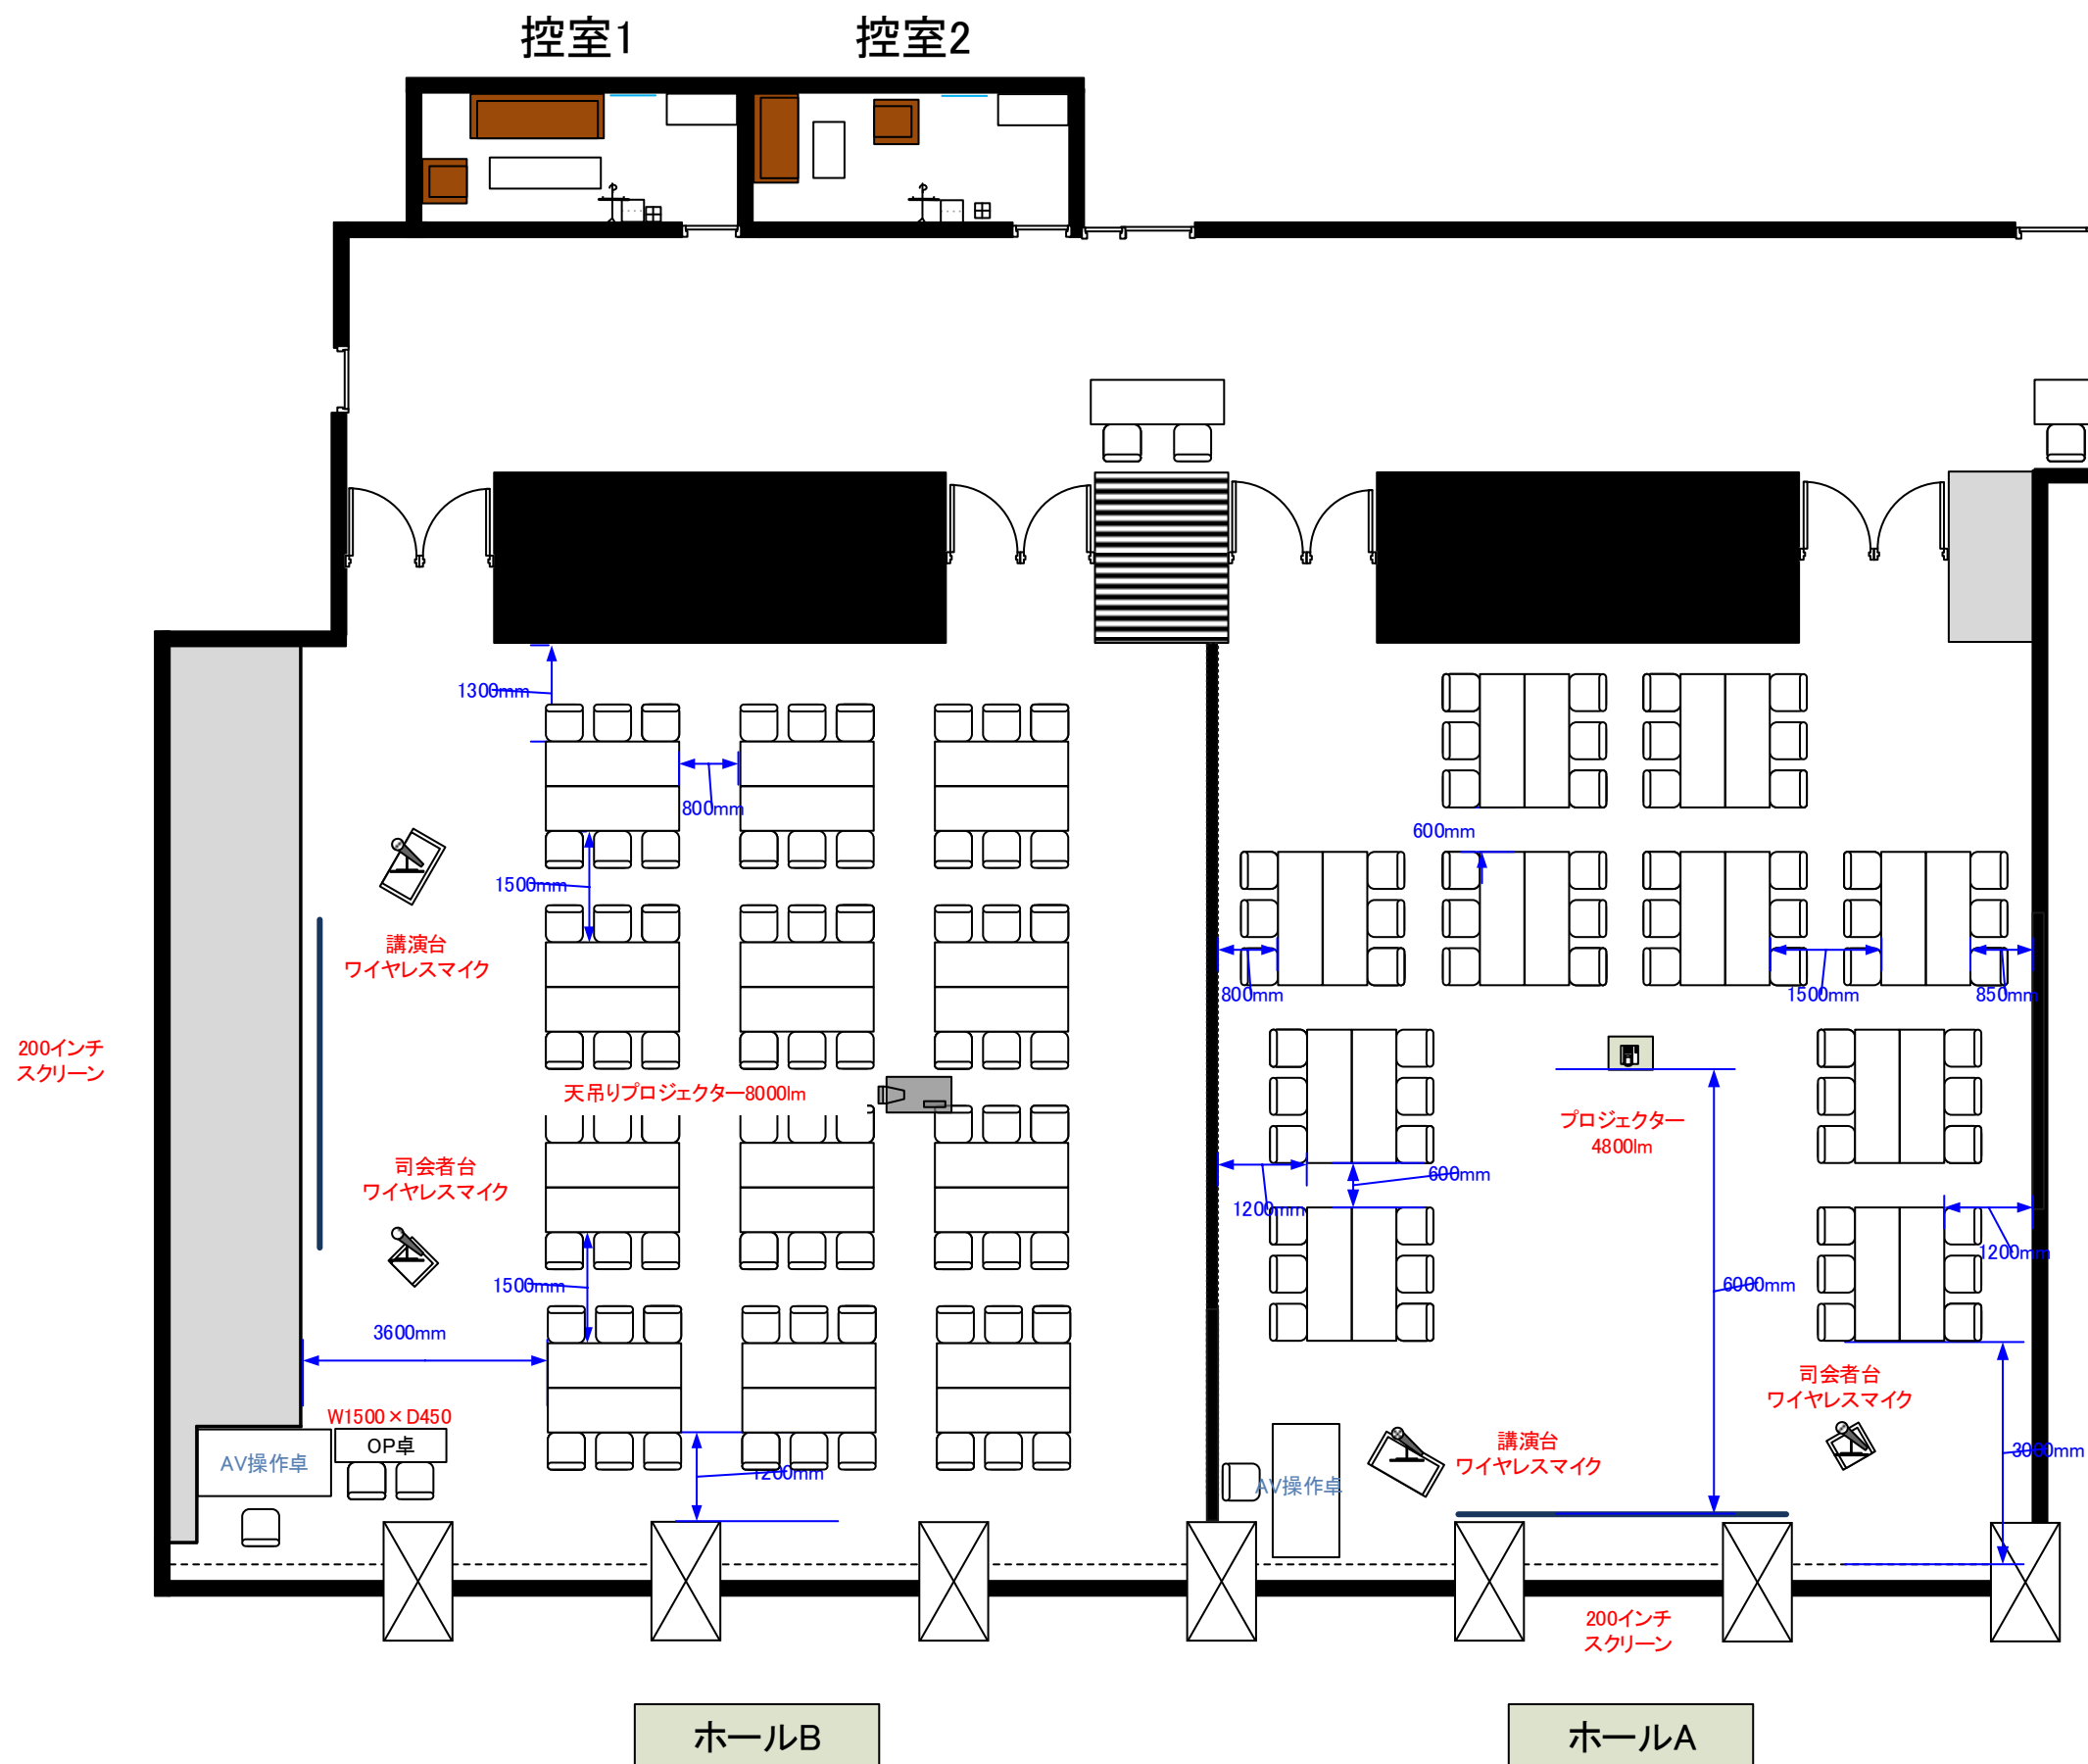 控室1
控室2
1300mm
800mm
600mm
1500mm
講演台
ワイヤレスマイク
800mm
1500mm
850mm
200インチ
スクリーン
天吊りプロジェクター8000lm
プロジェクター
4800lm
司会者台
ワイヤレスマイク
600mm
1200mm
1200mm
1500mm
6000mm
3600mm
司会者台
ワイヤレスマイク
W1500×D450
OP卓
AV操作卓
1200mm
講演台
ワイヤレスマイク
3000mm
AV操作卓
200インチ
スクリーン
ホールB
ホールA